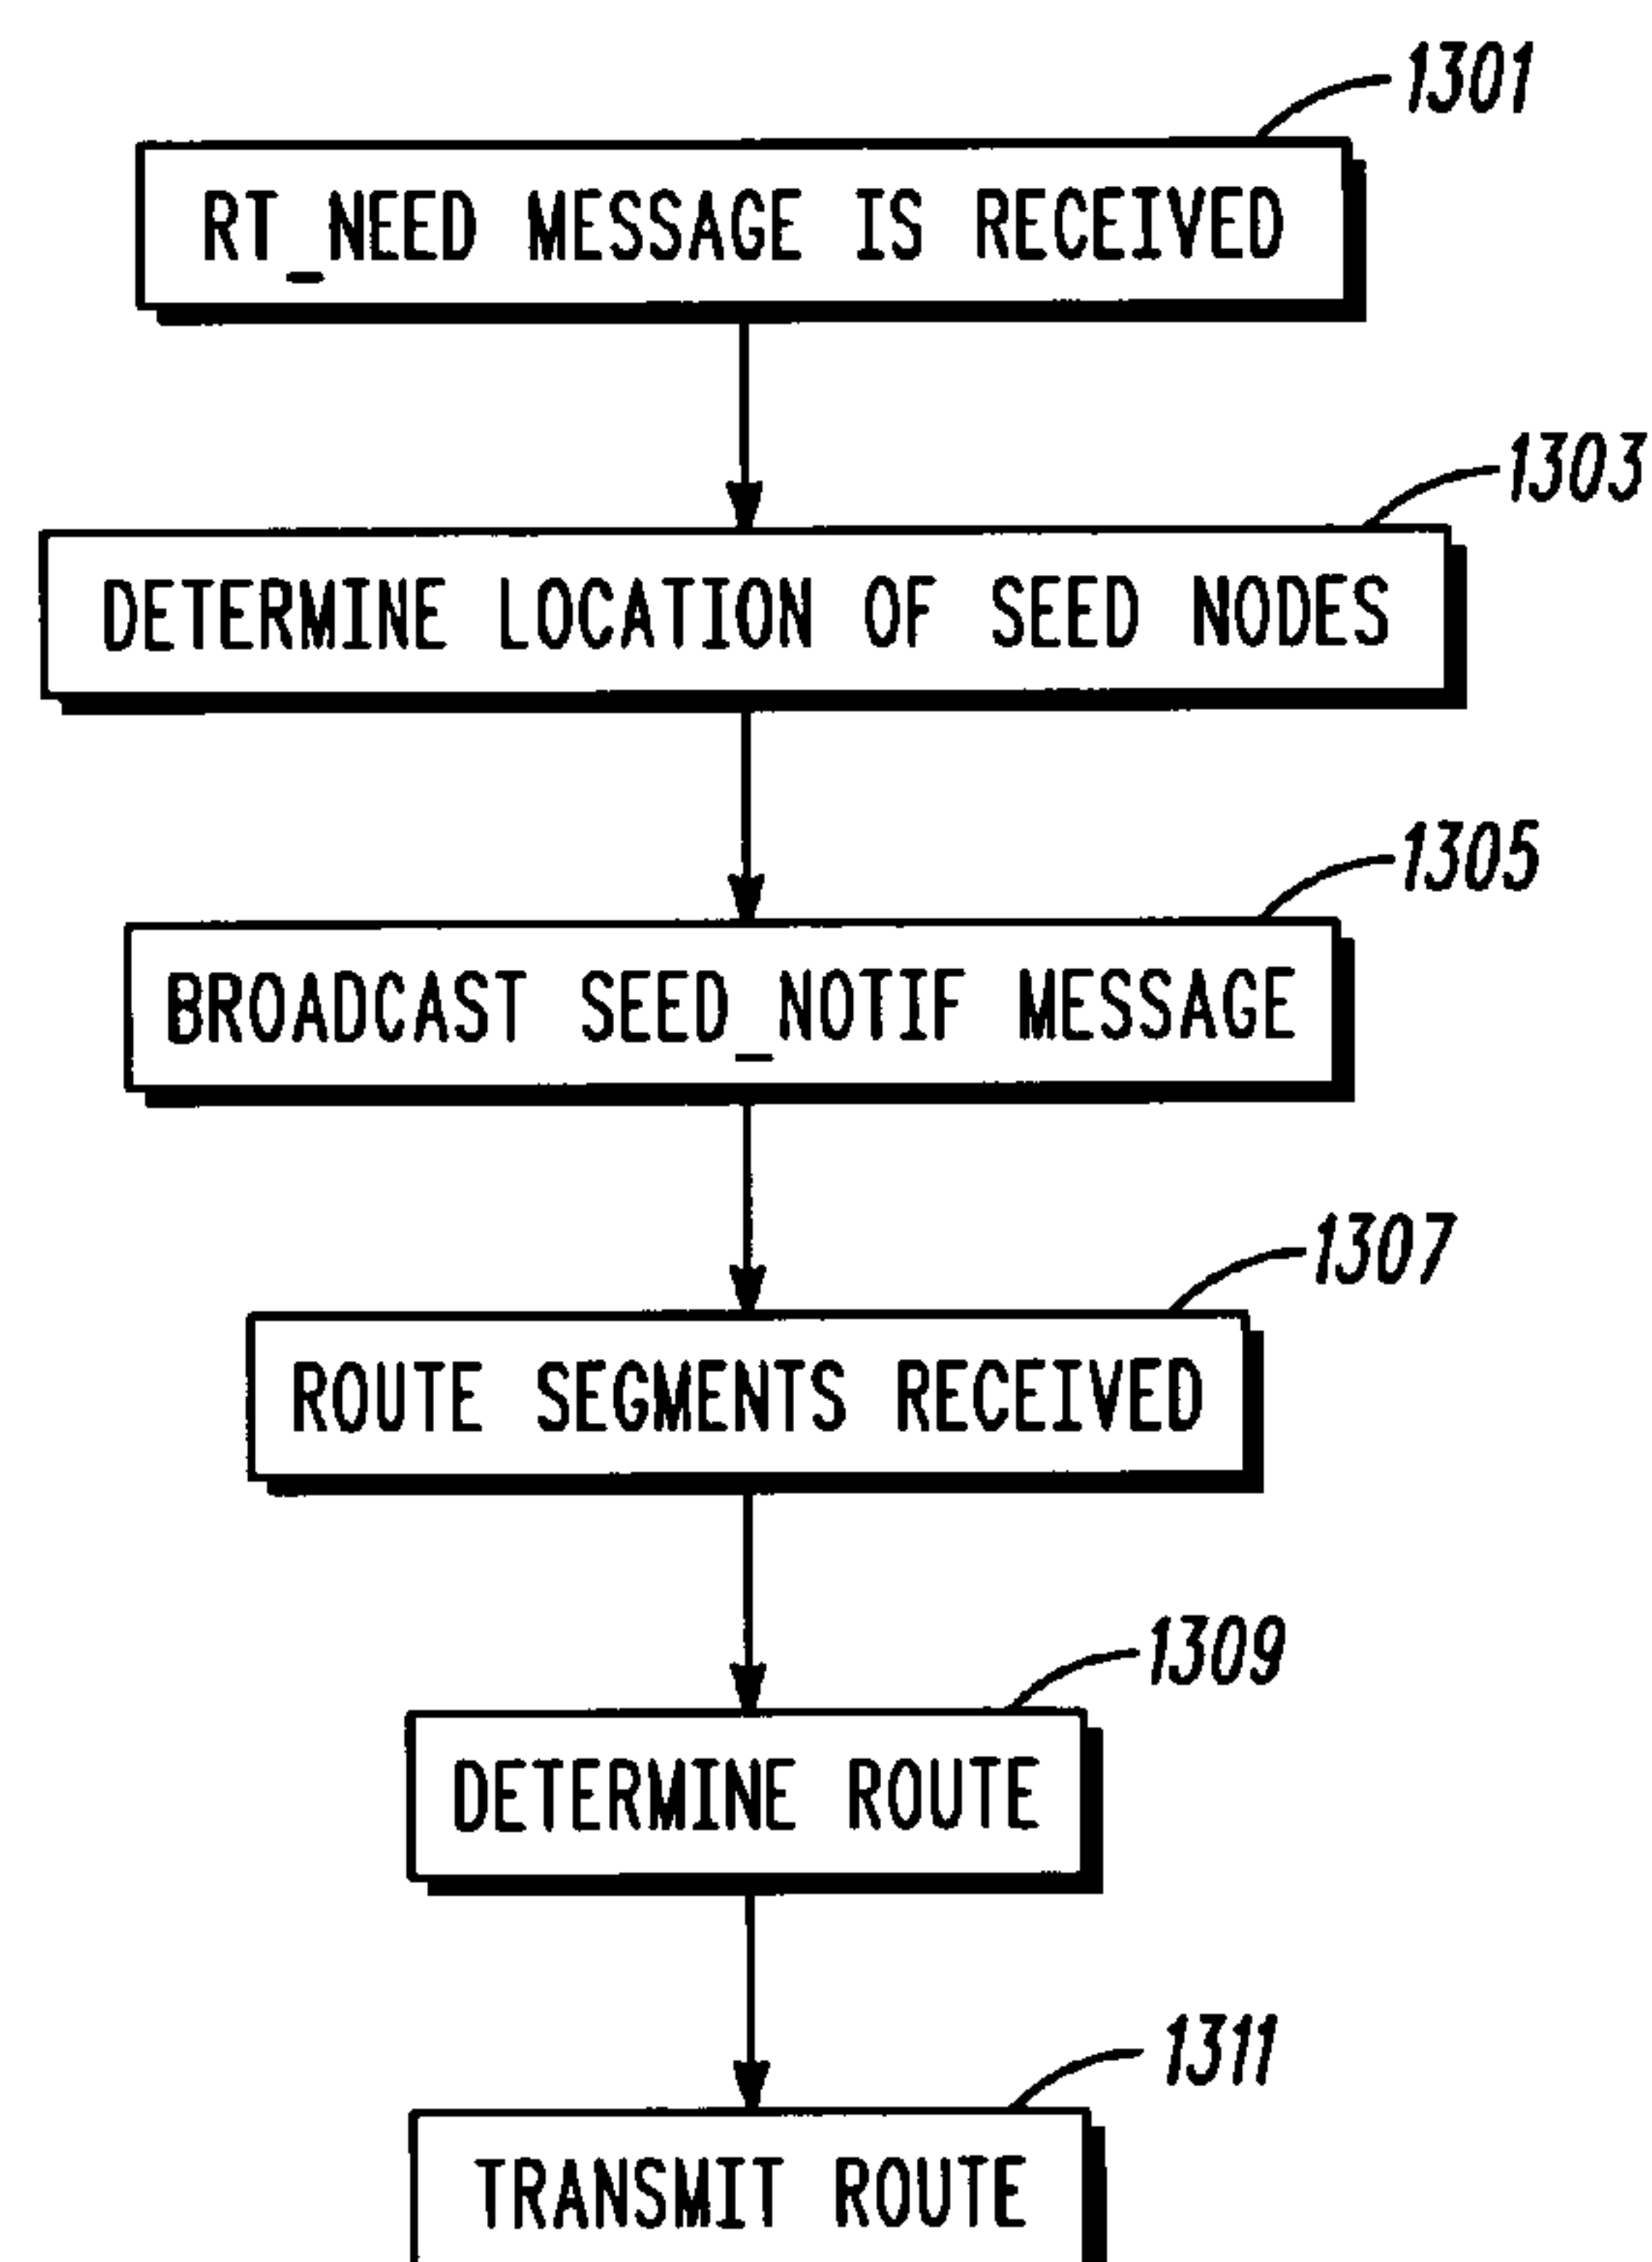 1301
RT_NEED MESSAGE IS RECEIVED
1303
DETERMINE LOCATION OF SEED NODES
1305
BROADCAST SEED_NOTIF MESSAGE
1307
ROUTE SEGMENTS RECEIVED
1309
DETERMINE ROUTE
1311
TRANSMIT ROUTE